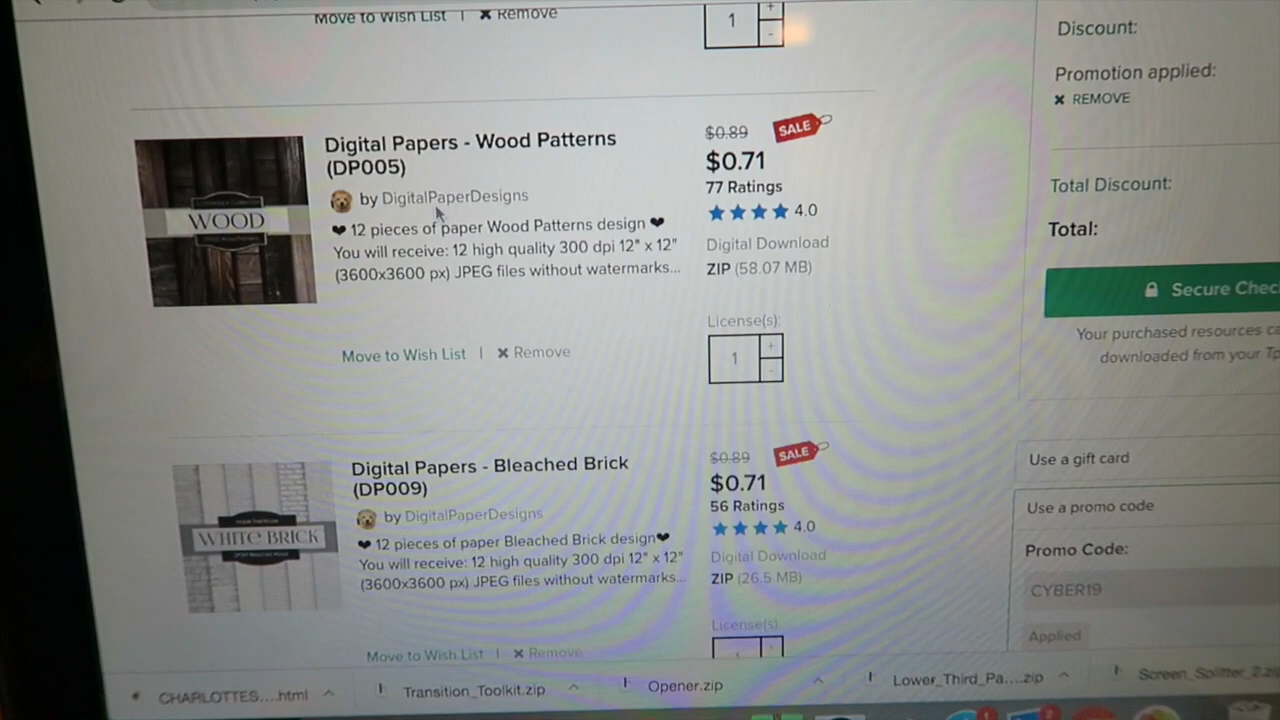 Move to Wish List | ✖ Remove
1
+
-
Digital Papers - Wood Patterns
(DP005)
by DigitalPaperDesigns
❤ 12 pieces of paper Wood Patterns design ❤
You will receive: 12 high quality 300 dpi 12" x 12"
(3600x3600 px) JPEG files without watermarks...
WOOD
$0.89
SALE
$0.71
77 Ratings
4.0
Digital Download
ZIP (58.07 MB)
License(s):
1
+
-
Move to Wish List | ✖ Remove
Digital Papers - Bleached Brick
(DP009)
by DigitalPaperDesigns
❤ 12 pieces of paper Bleached Brick design❤
You will receive: 12 high quality 300 dpi 12" x 12"
(3600x3600 px) JPEG files without watermarks...
WHITE BRICK
$0.89
SALE
$0.71
56 Ratings
4.0
Digital Download
ZIP (26.5 MB)
License(s)
Move to Wish List | ✖ Remove
Discount:
Promotion applied:
✖ REMOVE
Total Discount:
Total:
Secure Chec
Your purchased resources ca
downloaded from your Tp
Use a gift card
Use a promo code
Promo Code:
CYBER19
Applied
CHARLOTTES....html
Transition_Toolkit.zip
Opener.zip
Lower_Third_Pa....zip
Screen_Splitter_2.zi